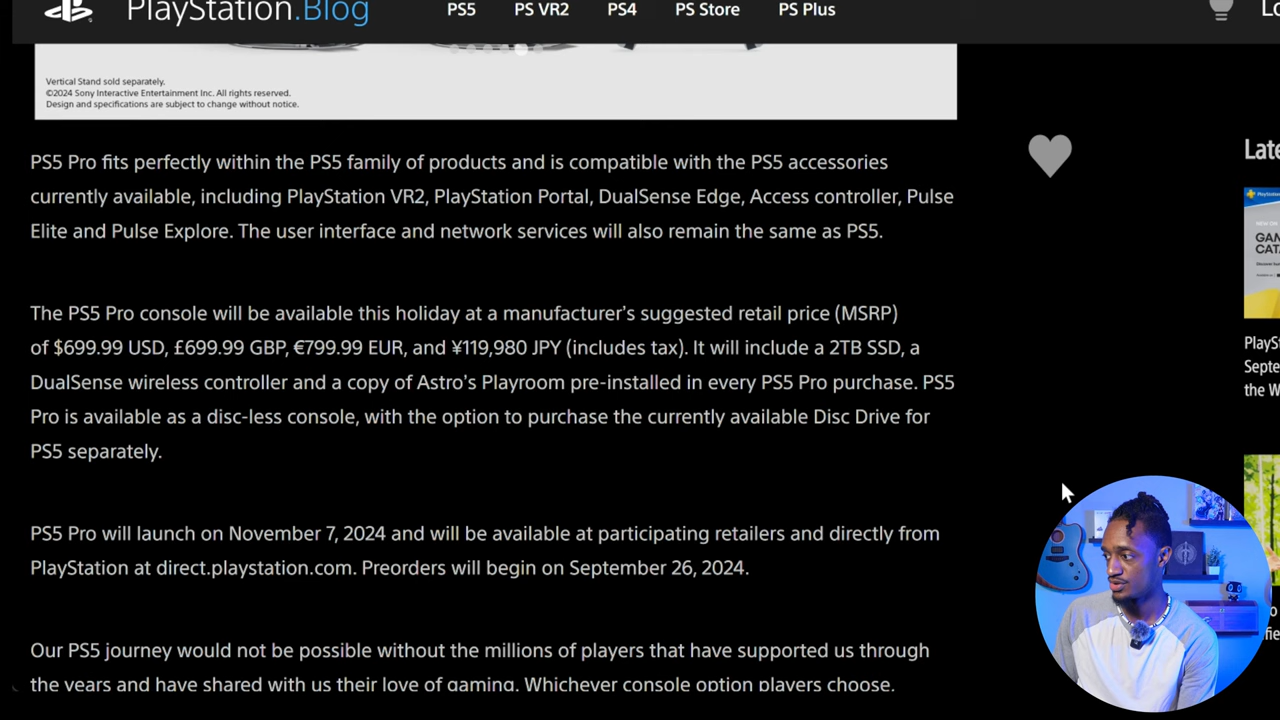 PlayStation.Blog PS5 PS VR2 PS4 PS Store PS Plus
Vertical Stand sold separately.
©2024 Sony Interactive Entertainment Inc. All rights reserved.
Design and specifications are subject to change without notice.
PS5 Pro fits perfectly within the PS5 family of products and is compatible with the PS5 accessories
currently available, including PlayStation VR2, PlayStation Portal, DualSense Edge, Access controller, Pulse
Elite and Pulse Explore. The user interface and network services will also remain the same as PS5.
The PS5 Pro console will be available this holiday at a manufacturer's suggested retail price (MSRP)
of $699.99 USD, £699.99 GBP, €799.99 EUR, and ¥119,980 JPY (includes tax). It will include a 2TB SSD, a
DualSense wireless controller and a copy of Astro's Playroom pre-installed in every PS5 Pro purchase. PS5
Pro is available as a disc-less console, with the option to purchase the currently available Disc Drive for
PS5 separately.
PS5 Pro will launch on November 7, 2024 and will be available at participating retailers and directly from
PlayStation at direct.playstation.com. Preorders will begin on September 26, 2024.
Our PS5 journey would not be possible without the millions of players that have supported us through
the years and have shared with us their love of gaming. Whichever console option players choose.
Late
PlaySt
Septe
the W